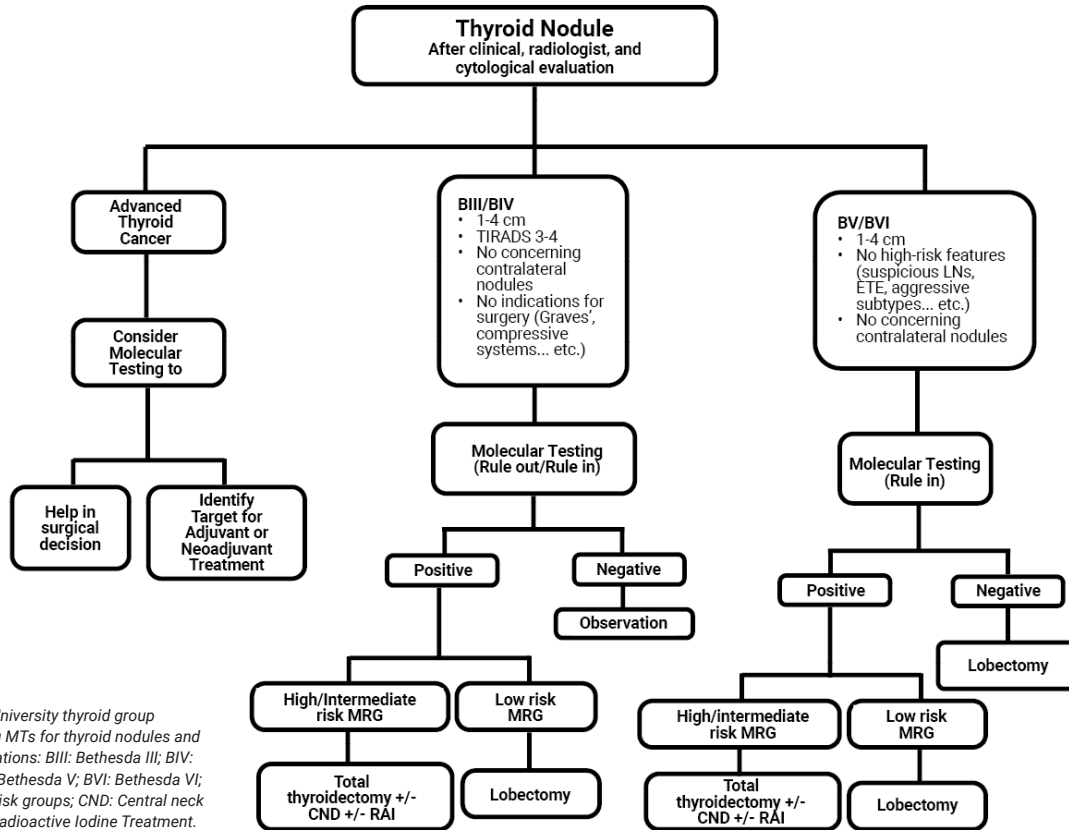 Thyroid Nodule
After clinical, radiologist, and
cytological evaluation
Advanced
Thyroid
Cancer
Consider
Molecular
Testing to
Help in
surgical
decision
Identify
Target for
Adjuvant or
Neoadjuvant
Treatment
BIII/BIV
• 1-4 cm
• TIRADS 3-4
• No concerning
contralateral
nodules
• No indications for
surgery (Graves’,
compressive
systems... etc.)
Molecular Testing
(Rule out/Rule in)
Positive
Negative
Observation
High/Intermediate
risk MRG
Low risk
MRG
Total
thyroidectomy +/-
CND +/- RAI
Lobectomy
BV/BVI
• 1-4 cm
• No high-risk features
(suspicious LNs,
ETE, aggressive
subtypes... etc.)
• No concerning
contralateral nodules
Molecular Testing
(Rule in)
Positive
Negative
Lobectomy
High/intermediate
risk MRG
Low risk
MRG
Total
thyroidectomy +/-
CND +/- RAI
Lobectomy
University thyroid group
MTs for thyroid nodules and
BIII: Bethesda III; BIV:
Bethesda V; BVI: Bethesda VI;
risk groups; CND: Central neck
Radioactive Iodine Treatment.